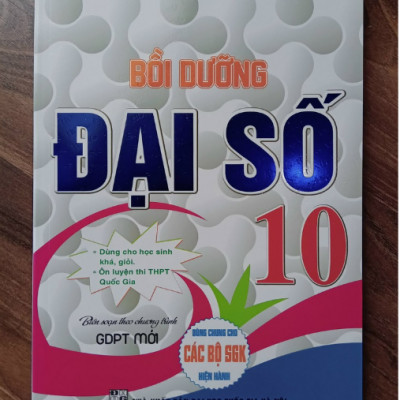 BỒI DƯỠNG
ĐẠI SỐ
10
• Dùng cho học sinh
khá, giỏi.
• Ôn luyện thi THPT
Quốc Gia
Biên soạn theo chương trình
GDPT MỚI
DÙNG CHUNG CHO
CÁC BỘ SGK
HIỆN HÀNH